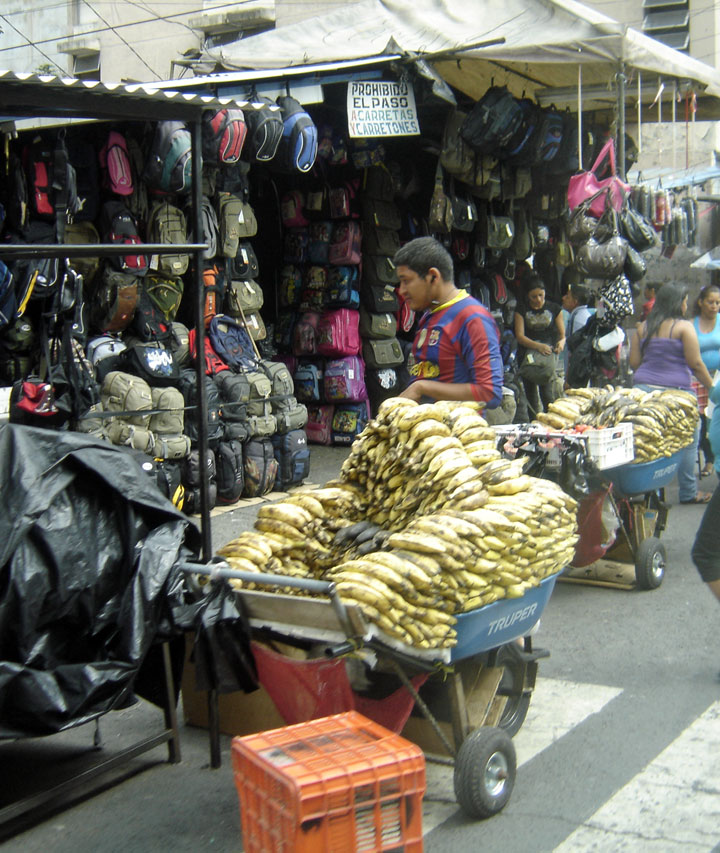 PROHIBIDO
EL PASO
A CARRETAS
Y CARRETONES
TRUPER
TRUPER